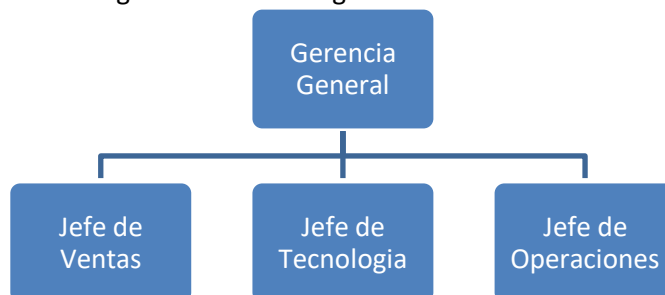 Gerencia
General
Jefe de
Ventas
Jefe de
Tecnologia
Jefe de
Operaciones